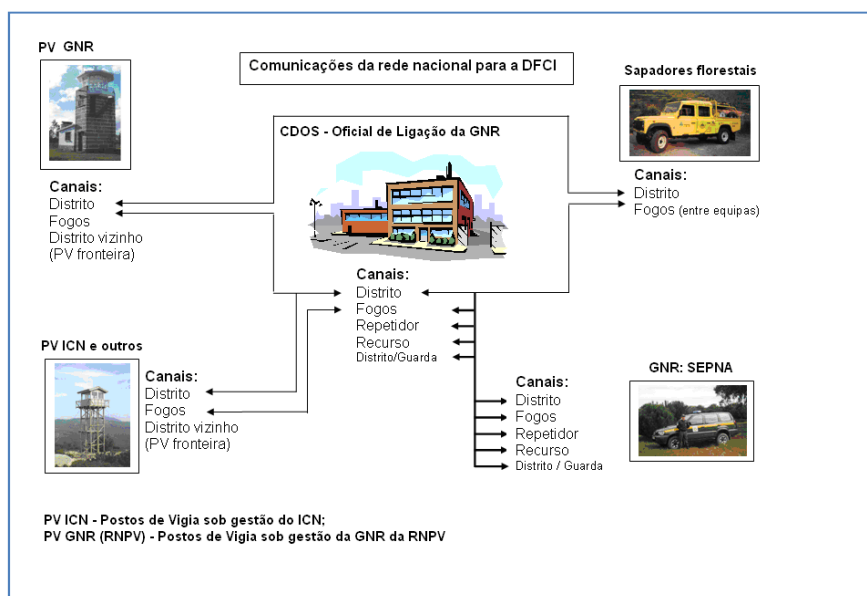 PV GNR
Comunicações da rede nacional para a DFCI
Sapadores florestais
CDOS - Oficial de Ligação da GNR
Canais:
Distrito
Fogos
Distrito vizinho
(PV fronteira)
Canais:
Distrito
Fogos (entre equipas)
Canais:
Distrito
Fogos
Repetidor
Recurso
Distrito/Guarda
PV ICN e outros
Canais:
Distrito
Fogos
Distrito vizinho
(PV fronteira)
GNR: SEPNA
Canais:
Distrito
Fogos
Repetidor
Recurso
Distrito / Guarda
PV ICN - Postos de Vigia sob gestão do ICN;
PV GNR (RNPV) - Postos de Vigia sob gestão da GNR da RNPV